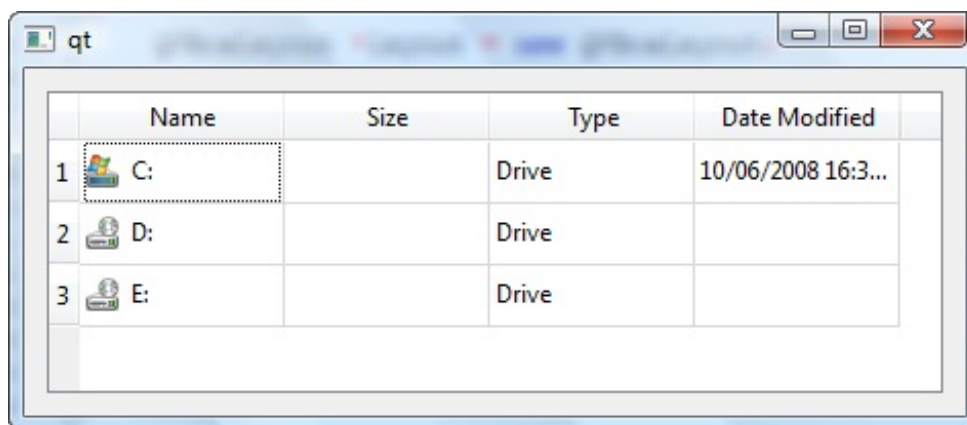 qt
Name Size Type Date Modified
1 C: Drive 10/06/2008 16:3...
2 D: Drive
3 E: Drive